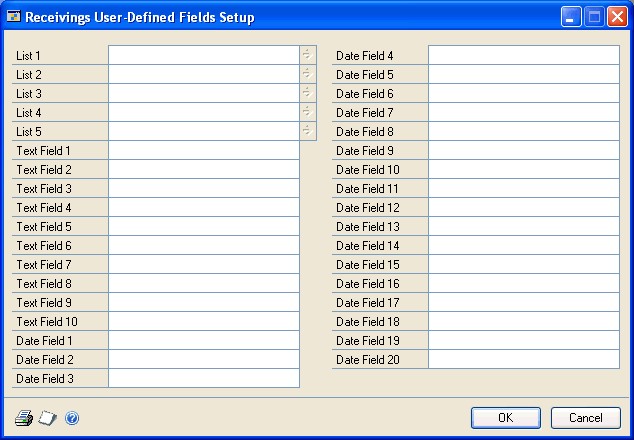 Receivings User-Defined Fields Setup
List 1
List 2
List 3
List 4
List 5
Text Field 1
Text Field 2
Text Field 3
Text Field 4
Text Field 5
Text Field 6
Text Field 7
Text Field 8
Text Field 9
Text Field 10
Date Field 1
Date Field 2
Date Field 3
Date Field 4
Date Field 5
Date Field 6
Date Field 7
Date Field 8
Date Field 9
Date Field 10
Date Field 11
Date Field 12
Date Field 13
Date Field 14
Date Field 15
Date Field 16
Date Field 17
Date Field 18
Date Field 19
Date Field 20
OK
Cancel